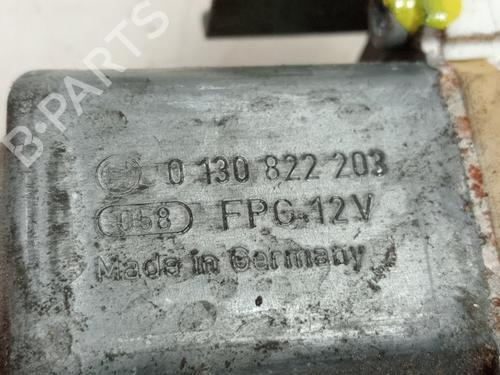 B-PARTS
0 130 822 203
058 FPG 12V
Made in Germany